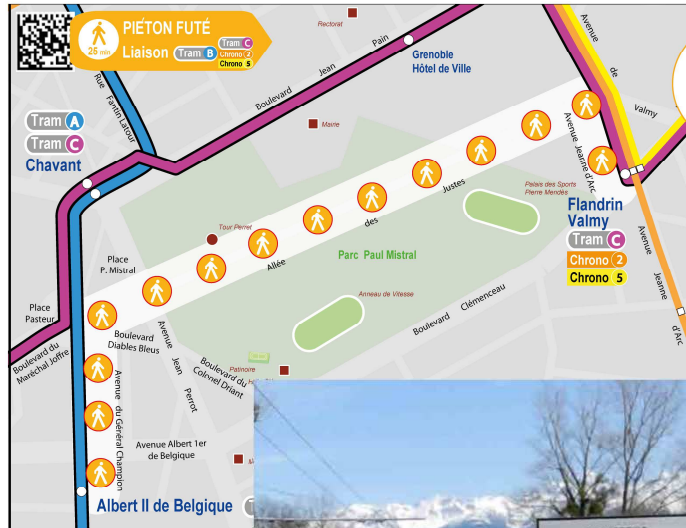 PIÉTON FUTÉ
25 min
Liaison Tram B Tram C
Chrono 2
Chrono 5
Rectorat
Grenoble
Hôtel de Ville
Boulevard Jean Pain
Rue Fantin Latour
Avenue de Valmy
Mairie
Tram A
Tram C
Chavant
Avenue Jeanne d'Arc
Palais des Sports
Pierre Mendès
Flandrin
Valmy
Tram C
Chrono 2
Chrono 5
Tour Perret
Allée des Justes
Parc Paul Mistral
Place
P. Mistral
Anneau de Vitesse
Avenue Jeanne d'Arc
Place
Pasteur
Boulevard Clémenceau
Boulevard
Diables Bleus
Boulevard du
Maréchal Joffre
Avenue Jean Perrot
Patinoire
Boulevard du
Colonel Driant
Avenue du Général Champion
Avenue Albert 1er
de Belgique
Albert II de Belgique